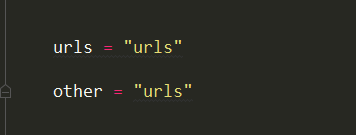 urls = "urls"
other = "urls"